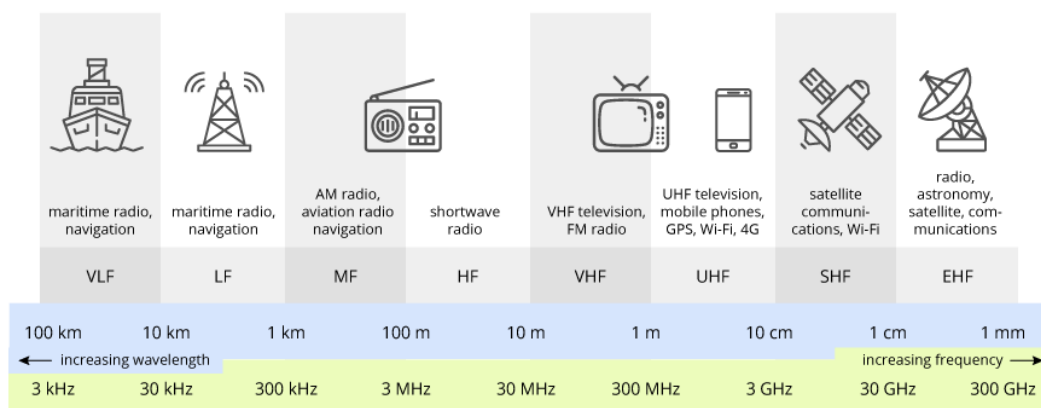 maritime radio,
navigation
maritime radio,
navigation
AM radio,
aviation radio
navigation
shortwave
radio
VHF television,
FM radio
UHF television,
mobile phones,
GPS, Wi-Fi, 4G
satellite
communi-
cations, Wi-Fi
radio,
astronomy,
satellite, com-
munications
VLF LF MF HF VHF UHF SHF EHF
100 km 10 km 1 km 100 m 10 m 1 m 10 cm 1 cm 1 mm
increasing wavelength increasing frequency
3 kHz 30 kHz 300 kHz 3 MHz 30 MHz 300 MHz 3 GHz 30 GHz 300 GHz